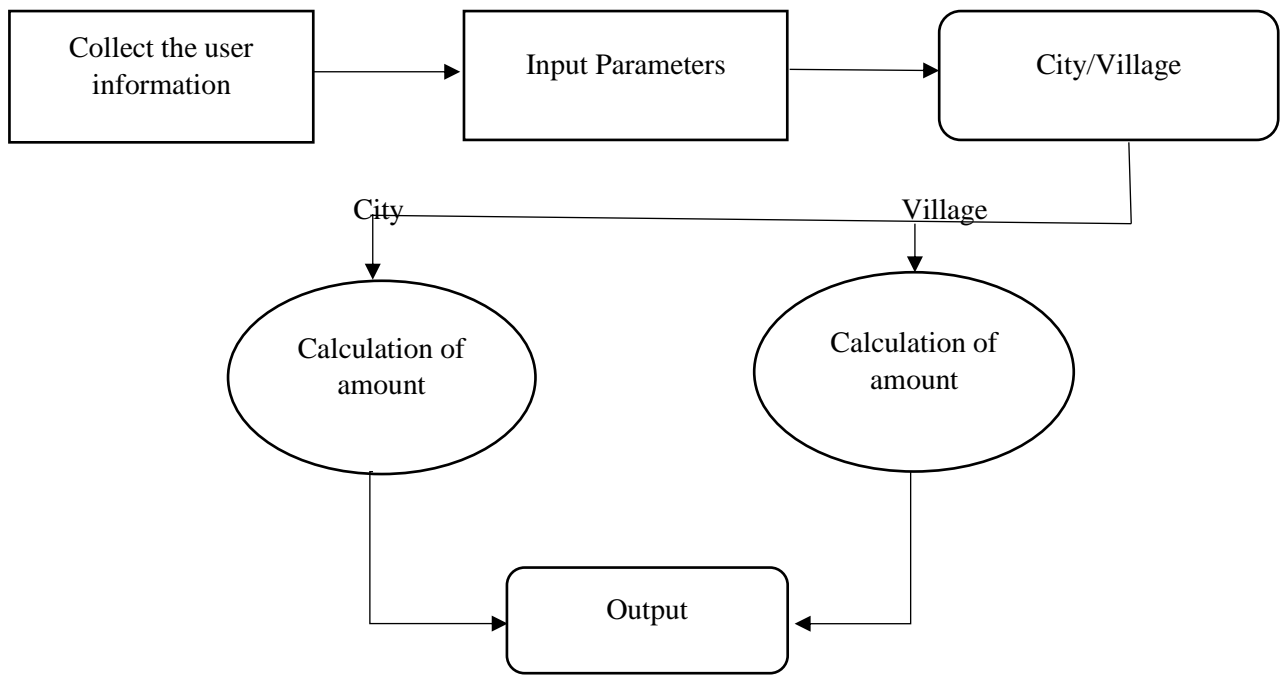 Collect the user
information
Input Parameters
City/Village
City
Village
Calculation of
amount
Calculation of
amount
Output